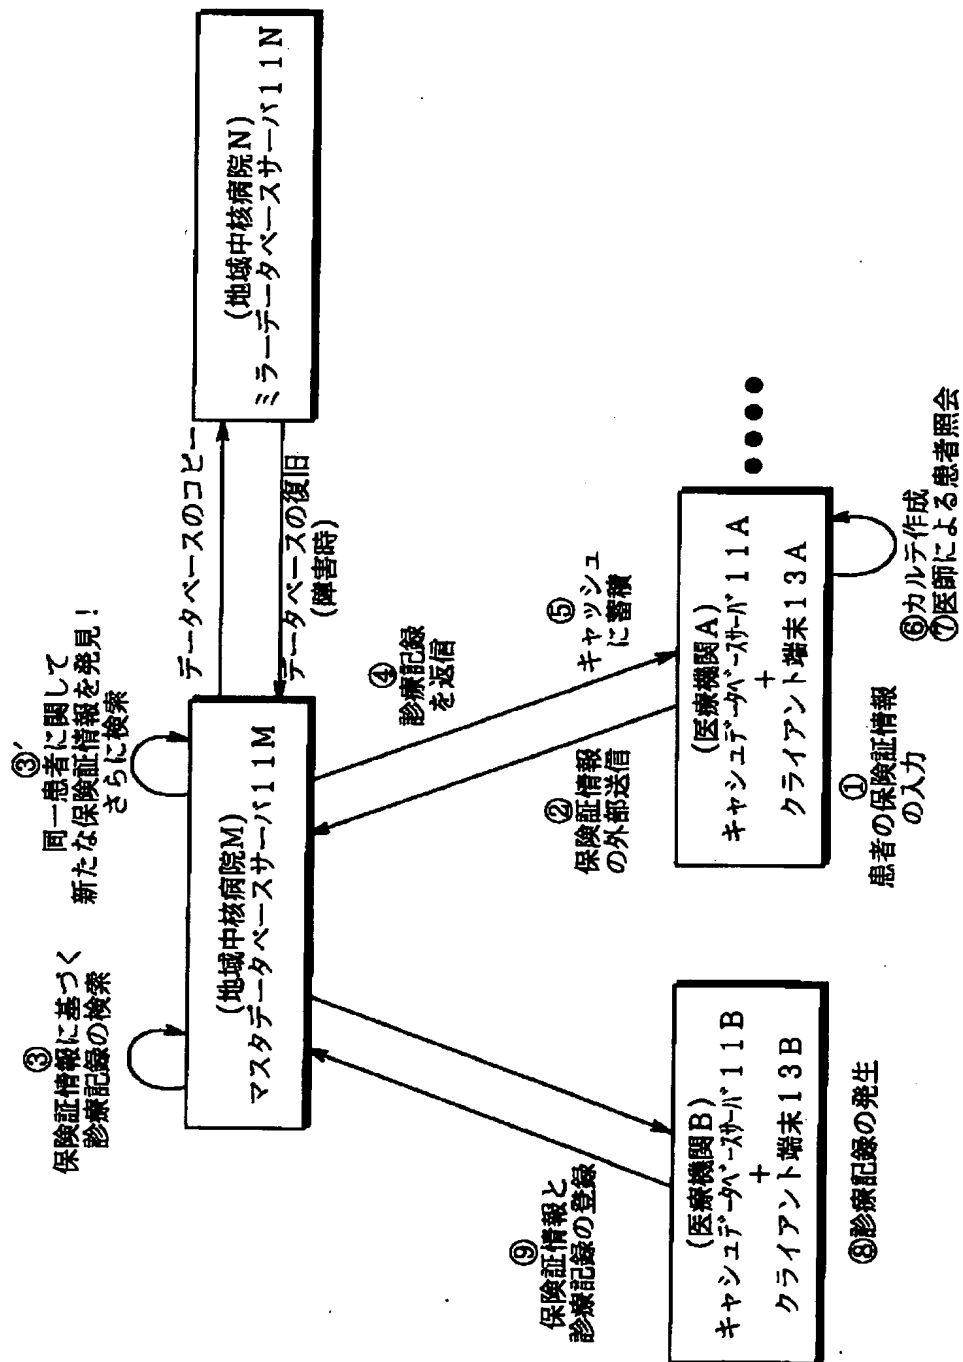 ③
保険証情報に基づく
診療記録の検索
③´
同一患者に関して
新たな保険証情報を発見！
さらに検索
(地域中核病院M)
マスタデータベースサーバ11M
データベースのコピー
データベースの復旧
(障害時)
(地域中核病院N)
ミラーデータベースサーバ11N
⑨
保険証情報と
診療記録の登録
②
保険証情報
の外部送信
④
診療記録
を返信
⑤
キャッシュ
に蓄積
(医療機関B)
キャシュデータベースサーバ11B
+
クライアント端末13B
⑧診療記録の発生
(医療機関A)
キャシュデータベースサーバ11A
+
クライアント端末13A
①
患者の保険証情報
の入力
⑥カルテ作成
⑦医師による患者照会